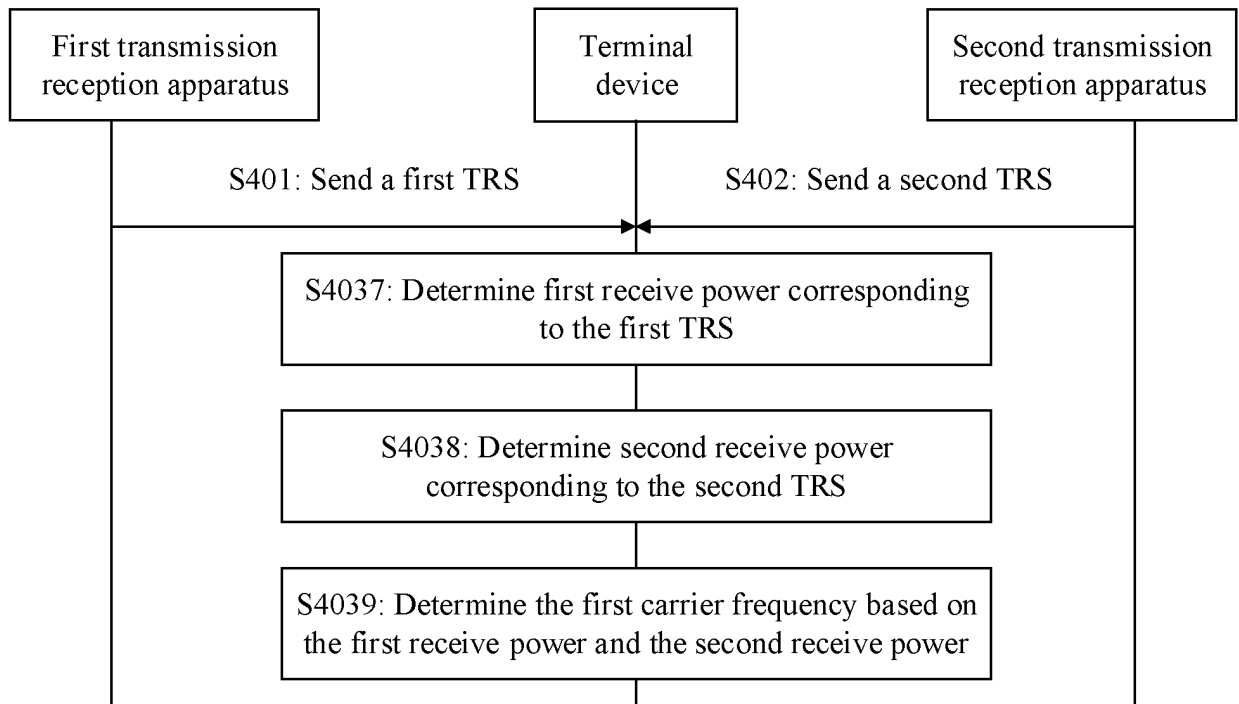 First transmission
reception apparatus
Terminal
device
Second transmission
reception apparatus
S401: Send a first TRS
S402: Send a second TRS
S4037: Determine first receive power corresponding
to the first TRS
S4038: Determine second receive power
corresponding to the second TRS
S4039: Determine the first carrier frequency based on
the first receive power and the second receive power